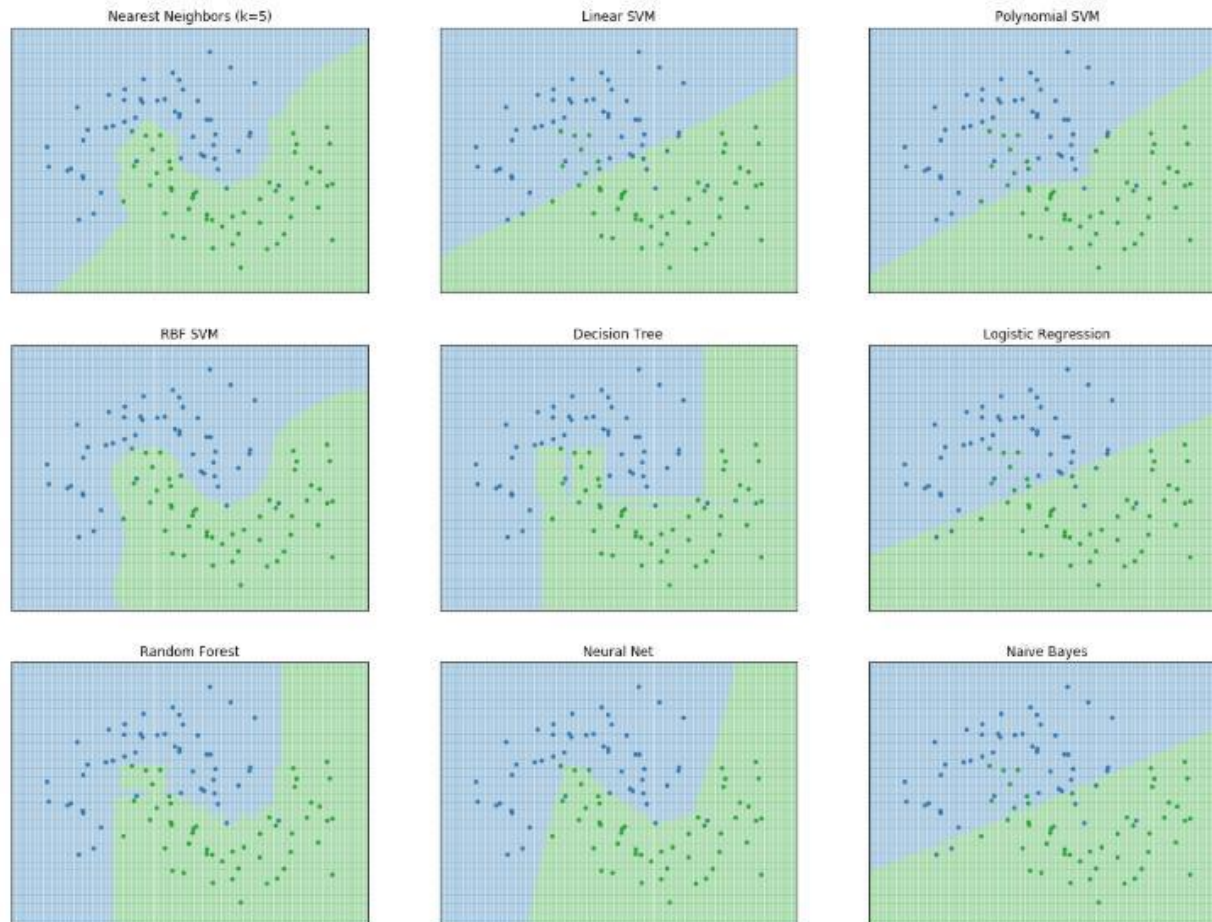 Nearest Neighbors (k=5)
Linear SVM
Polynomial SVM
RBF SVM
Decision Tree
Logistic Regression
Random Forest
Neural Net
Naive Bayes